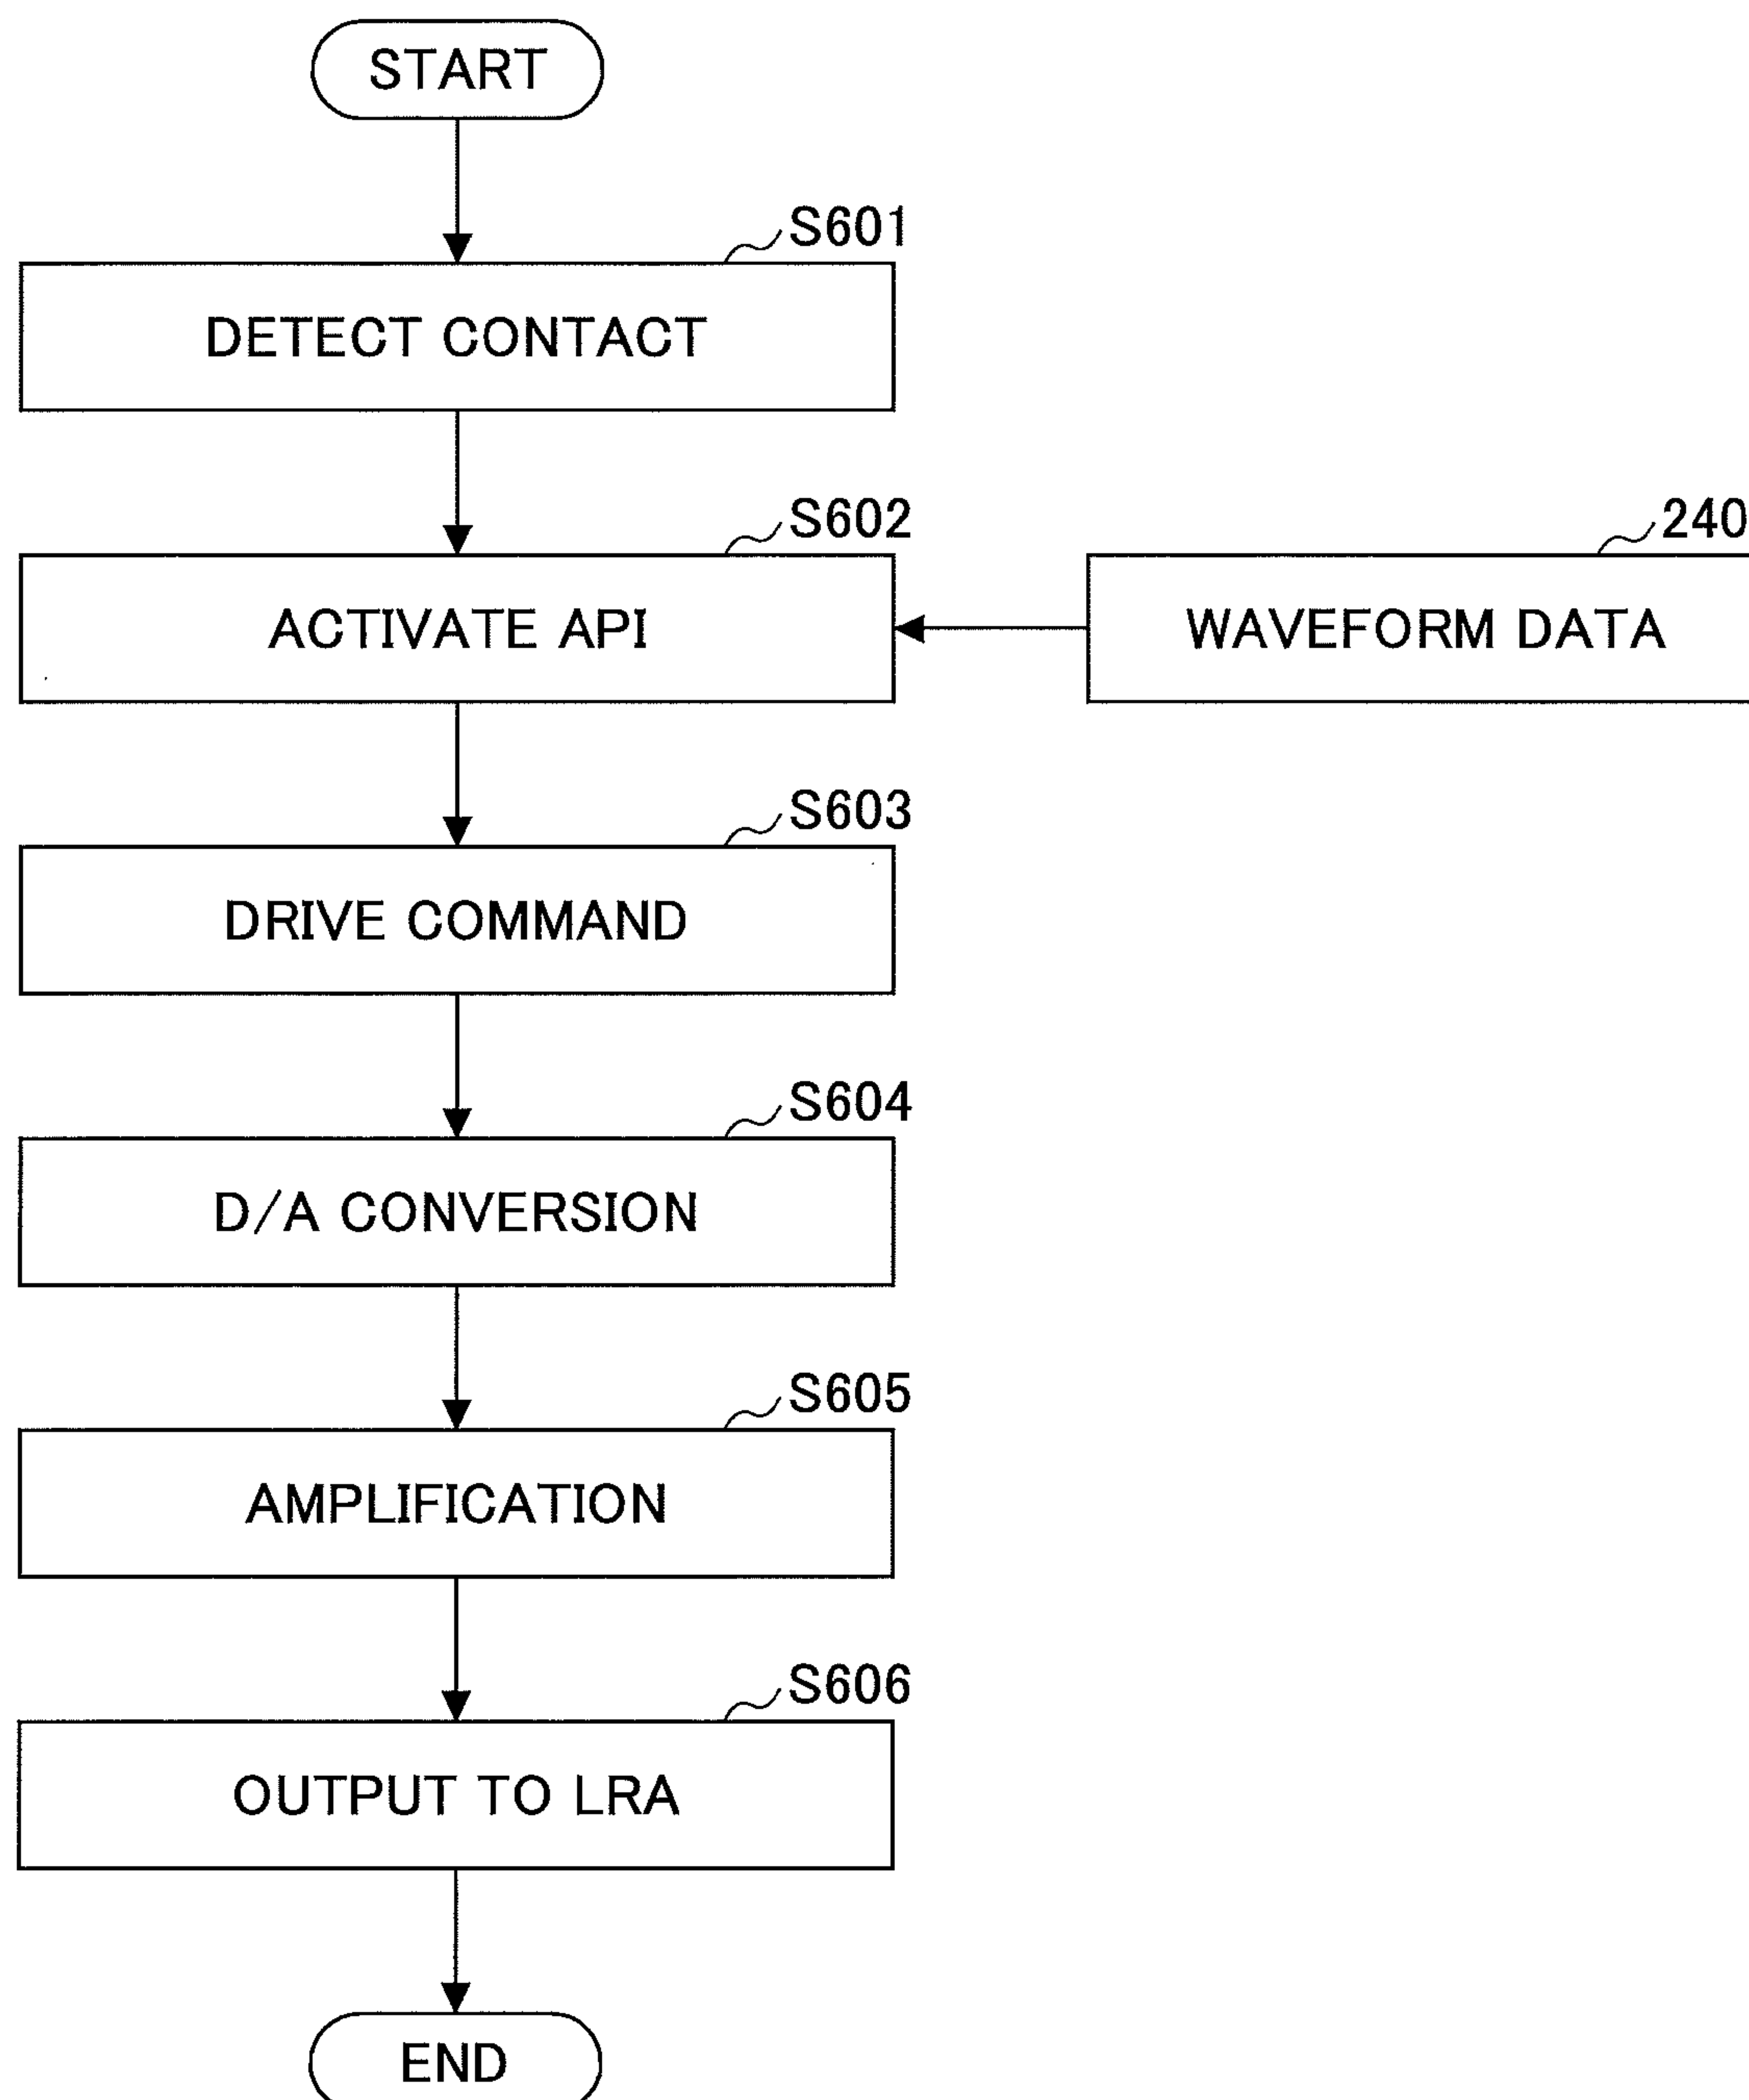 START
S601
DETECT CONTACT
S602
240
ACTIVATE API
WAVEFORM DATA
S603
DRIVE COMMAND
S604
D/A CONVERSION
S605
AMPLIFICATION
S606
OUTPUT TO LRA
END